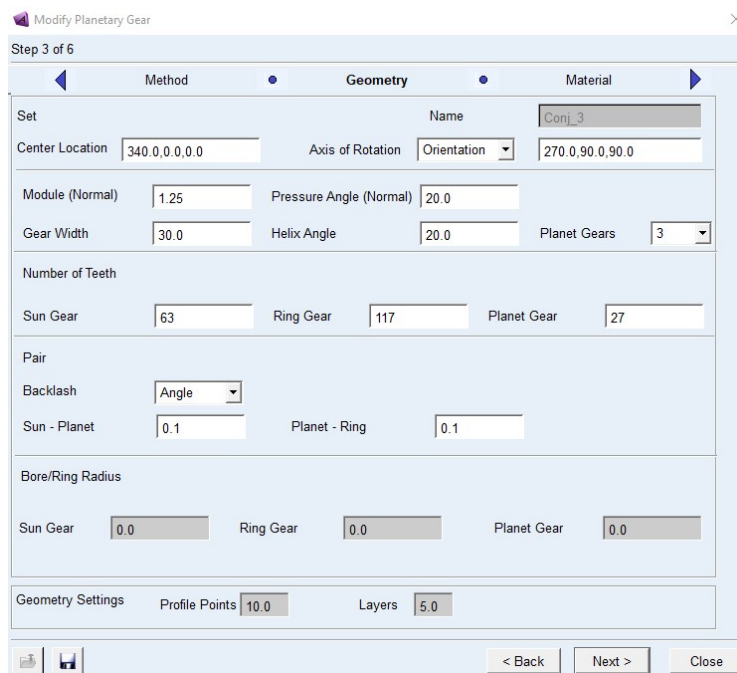 Modify Planetary Gear
Step 3 of 6
Method Geometry Material
Set Name Conj_3
Center Location 340.0,0.0,0.0 Axis of Rotation Orientation 270.0,90.0,90.0
Module (Normal) 1.25 Pressure Angle (Normal) 20.0
Gear Width 30.0 Helix Angle 20.0 Planet Gears 3
Number of Teeth
Sun Gear 63 Ring Gear 117 Planet Gear 27
Pair
Backlash Angle
Sun - Planet 0.1 Planet - Ring 0.1
Bore/Ring Radius
Sun Gear 0.0 Ring Gear 0.0 Planet Gear 0.0
Geometry Settings Profile Points 10.0 Layers 5.0
< Back Next > Close